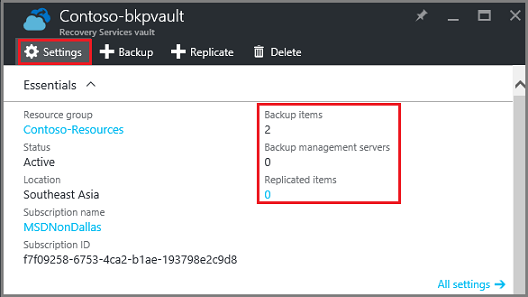 Contoso-bkpvault
Recovery Services vault
Settings
Backup
Replicate
Delete
Essentials
Resource group
Contoso-Resources
Status
Active
Location
Southeast Asia
Subscription name
MSDNonDallas
Subscription ID
f7f09258-6753-4ca2-b1ae-193798e2c9d8
Backup items
2
Backup management servers
0
Replicated items
0
All settings